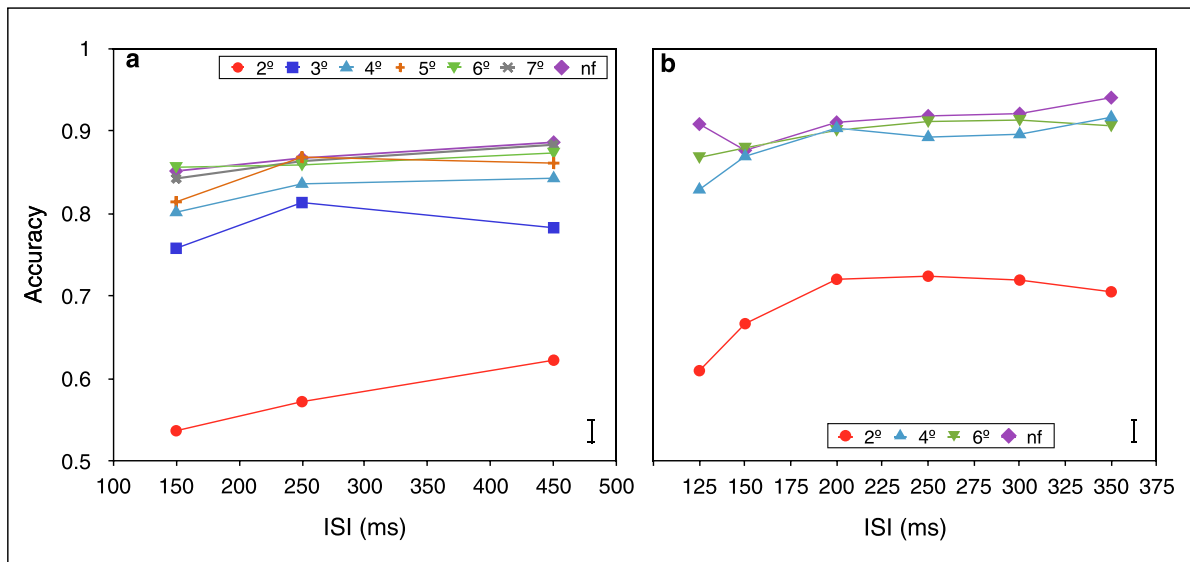 a
2º 3º 4º 5º 6º 7º nf
1
0.9
0.8
0.7
0.6
0.5
Accuracy
100 150 200 250 300 350 400 450 500
ISI (ms)
b
2º 4º 6º nf
125 150 175 200 225 250 275 300 325 350 375
ISI (ms)